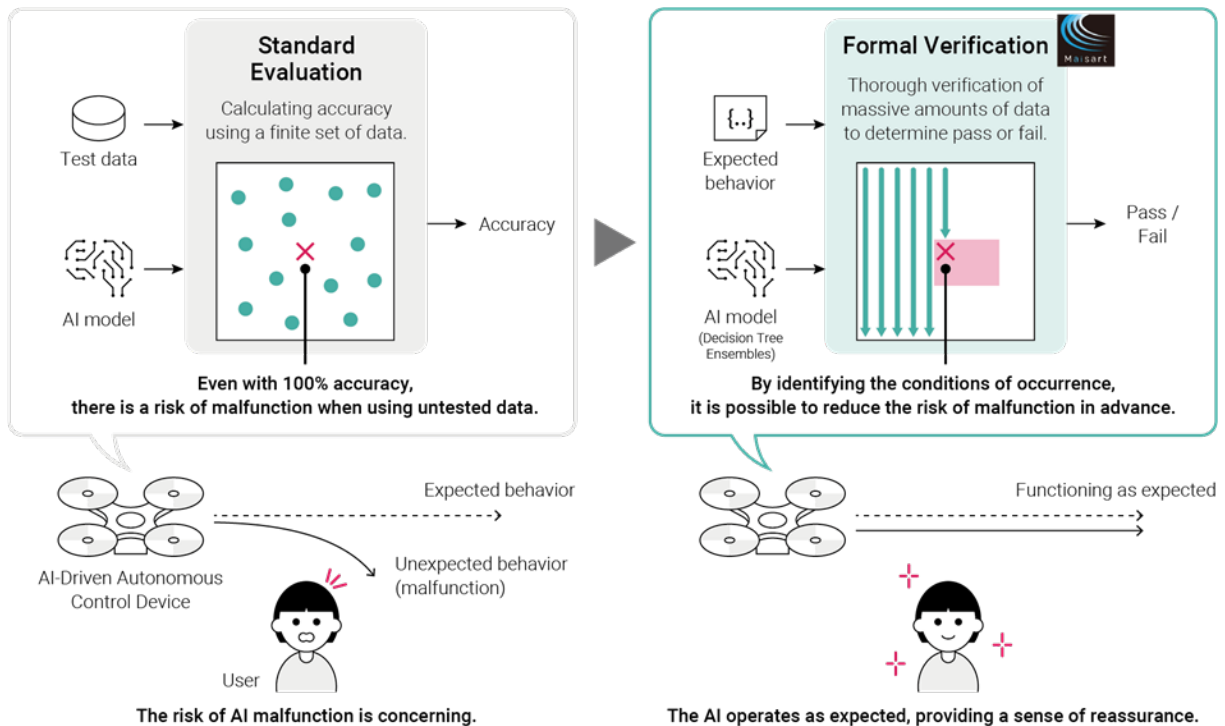 Standard
Evaluation
Calculating accuracy
using a finite set of data.
Test data
AI model
Accuracy
Even with 100% accuracy,
there is a risk of malfunction when using untested data.
Expected behavior
Unexpected behavior
(malfunction)
AI-Driven Autonomous
Control Device
User
The risk of AI malfunction is concerning.
Formal Verification
Maisart
Thorough verification of
massive amounts of data
to determine pass or fail.
{..}
Expected
behavior
AI model
(Decision Tree
Ensembles)
Pass /
Fail
By identifying the conditions of occurrence,
it is possible to reduce the risk of malfunction in advance.
Functioning as expected
The AI operates as expected, providing a sense of reassurance.